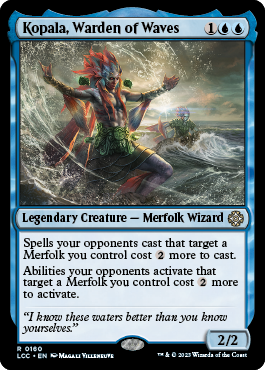 Kopala, Warden of Waves 1
Legendary Creature — Merfolk Wizard
Spells your opponents cast that target a
Merfolk you control cost 2 more to cast.
Abilities your opponents activate that
target a Merfolk you control cost 2 more
to activate.
"I know these waters better than you know
yourselves."
2/2
R 0160
LCC • EN Magali Villeneuve
™ & © 2023 Wizards of the Coast